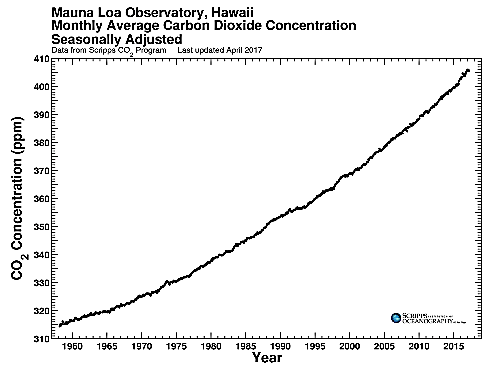 Mauna Loa Observatory, Hawaii
Monthly Average Carbon Dioxide Concentration
Seasonally Adjusted
Data from Scripps CO2 Program Last updated April 2017
410
400
390
380
370
360
350
340
330
320
310
CO2 Concentration (ppm)
1960 1965 1970 1975 1980 1985 1990 1995 2000 2005 2010 2015
Year
SCRIPPS
OCEANOGRAPHY